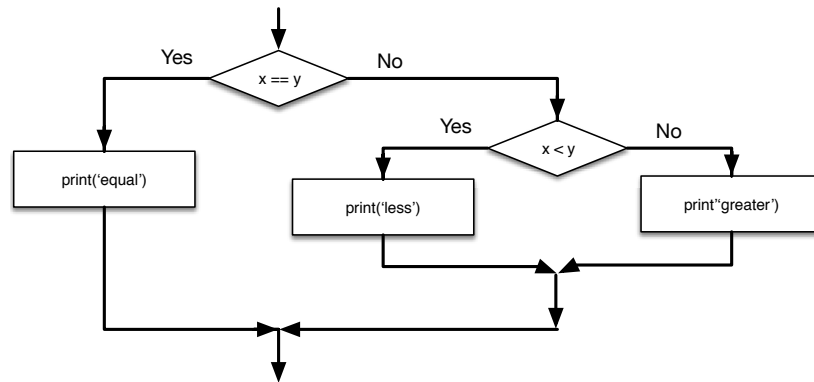 Yes
x == y
No
Yes
x < y
No
print(‘equal’)
print(‘less’)
print‘‘greater’)